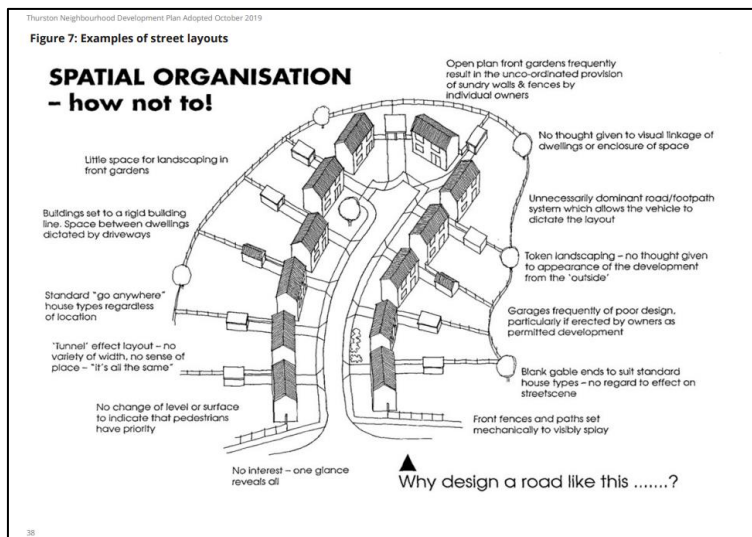 Thurston Neighbourhood Development Plan Adopted October 2019
Figure 7: Examples of street layouts
SPATIAL ORGANISATION
– how not to!
Open plan front gardens frequently
result in the unco-ordinated provision
of sundry walls & fences by
individual owners
Little space for landscaping in
front gardens
No thought given to visual linkage of
dwellings or enclosure of space
Buildings set to a rigid building
line. Space between dwellings
dictated by driveways
Unnecessarily dominant road/footpath
system which allows the vehicle to
dictate the layout
Token landscaping – no thought given
to appearance of the development
from the 'outside'
Standard "go anywhere"
house types regardless
of location
Garages frequently of poor design,
particularly if erected by owners as
permitted development
'Tunnel' effect layout – no
variety of width, no sense of
place – "It's all the same"
Blank gable ends to suit standard
house types – no regard to effect on
streetscene
No change of level or surface
to indicate that pedestrians
have priority
Front fences and paths set
mechanically to visibly splay
No interest – one glance
reveals all
Why design a road like this .......?
38